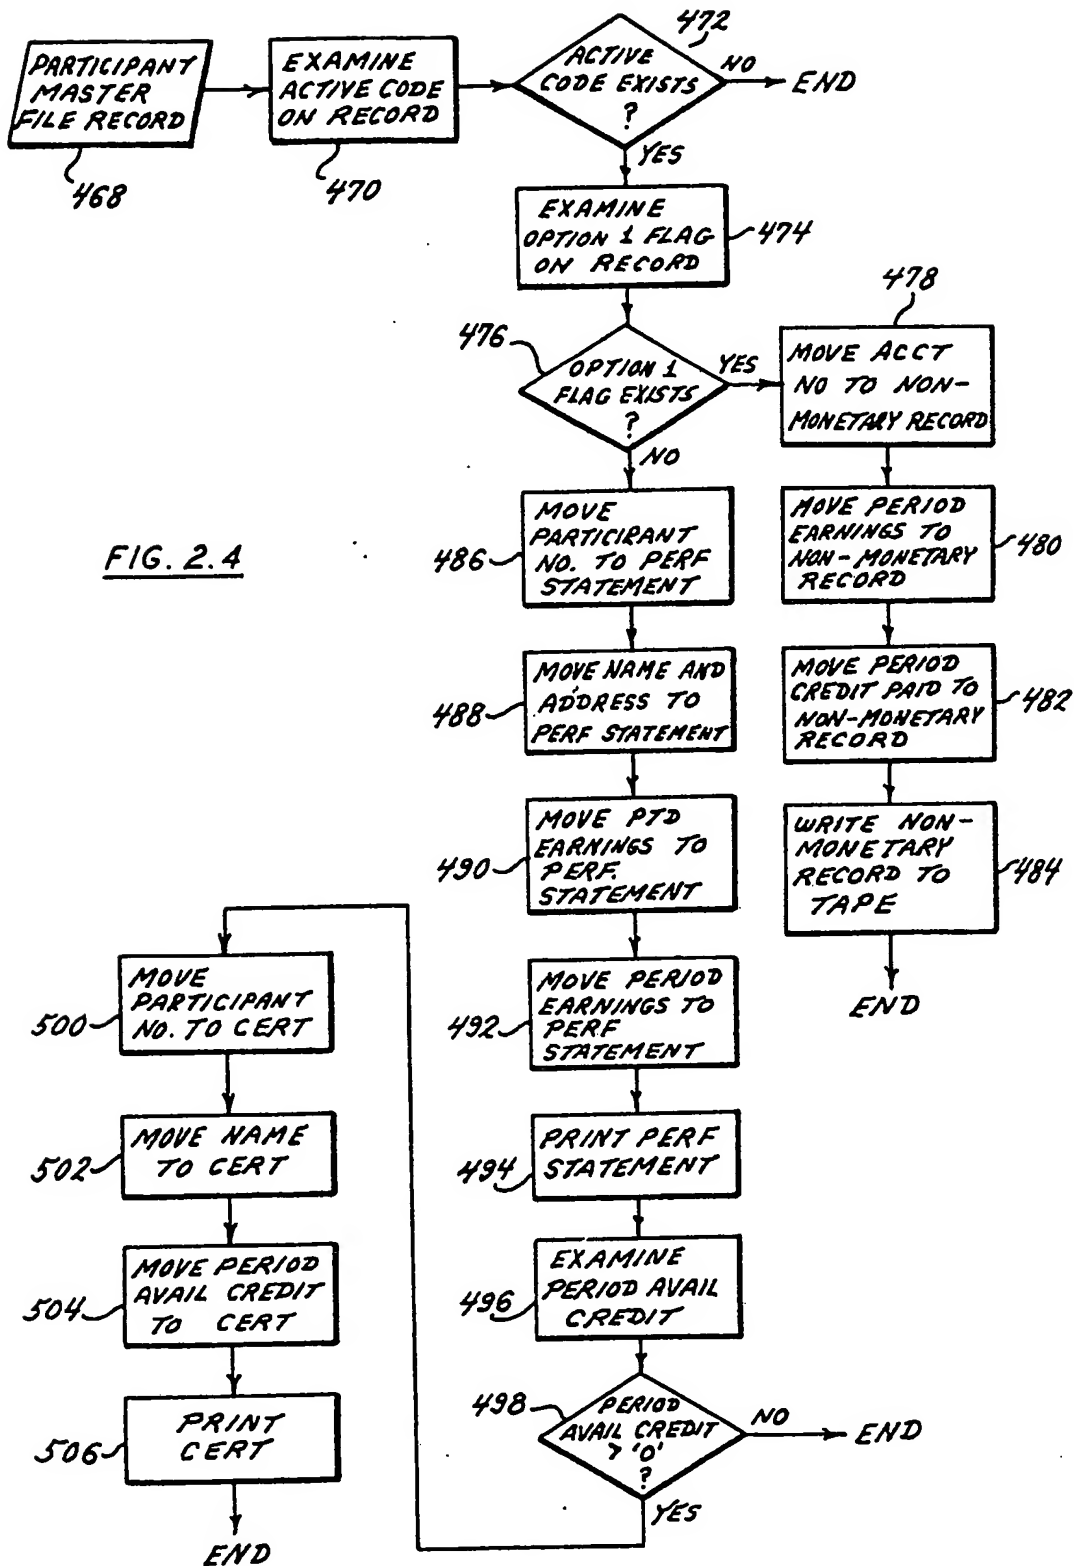 PARTICIPANT
MASTER
FILE RECORD
468
EXAMINE
ACTIVE CODE
ON RECORD
470
ACTIVE
CODE EXISTS
?
472
NO
END
YES
EXAMINE
OPTION 1 FLAG
ON RECORD
474
476
OPTION 1
FLAG EXISTS
?
YES
NO
478
MOVE ACCT
NO TO NON-
MONETARY RECORD
MOVE PERIOD
EARNINGS TO
NON-MONETARY
RECORD
480
MOVE PERIOD
CREDIT PAID TO
NON-MONETARY
RECORD
482
WRITE NON-
MONETARY
RECORD TO
TAPE
484
END
FIG. 2.4
486
MOVE
PARTICIPANT
NO. TO PERF
STATEMENT
488
MOVE NAME AND
ADDRESS TO
PERF STATEMENT
490
MOVE PTD
EARNINGS TO
PERF.
STATEMENT
492
MOVE PERIOD
EARNINGS TO
PERF
STATEMENT
494
PRINT PERF
STATEMENT
496
EXAMINE
PERIOD AVAIL
CREDIT
498
PERIOD
AVAIL CREDIT
> 'O'
?
NO
END
YES
500
MOVE
PARTICIPANT
NO. TO CERT
502
MOVE NAME
TO CERT
504
MOVE PERIOD
AVAIL CREDIT
TO CERT
506
PRINT
CERT
END